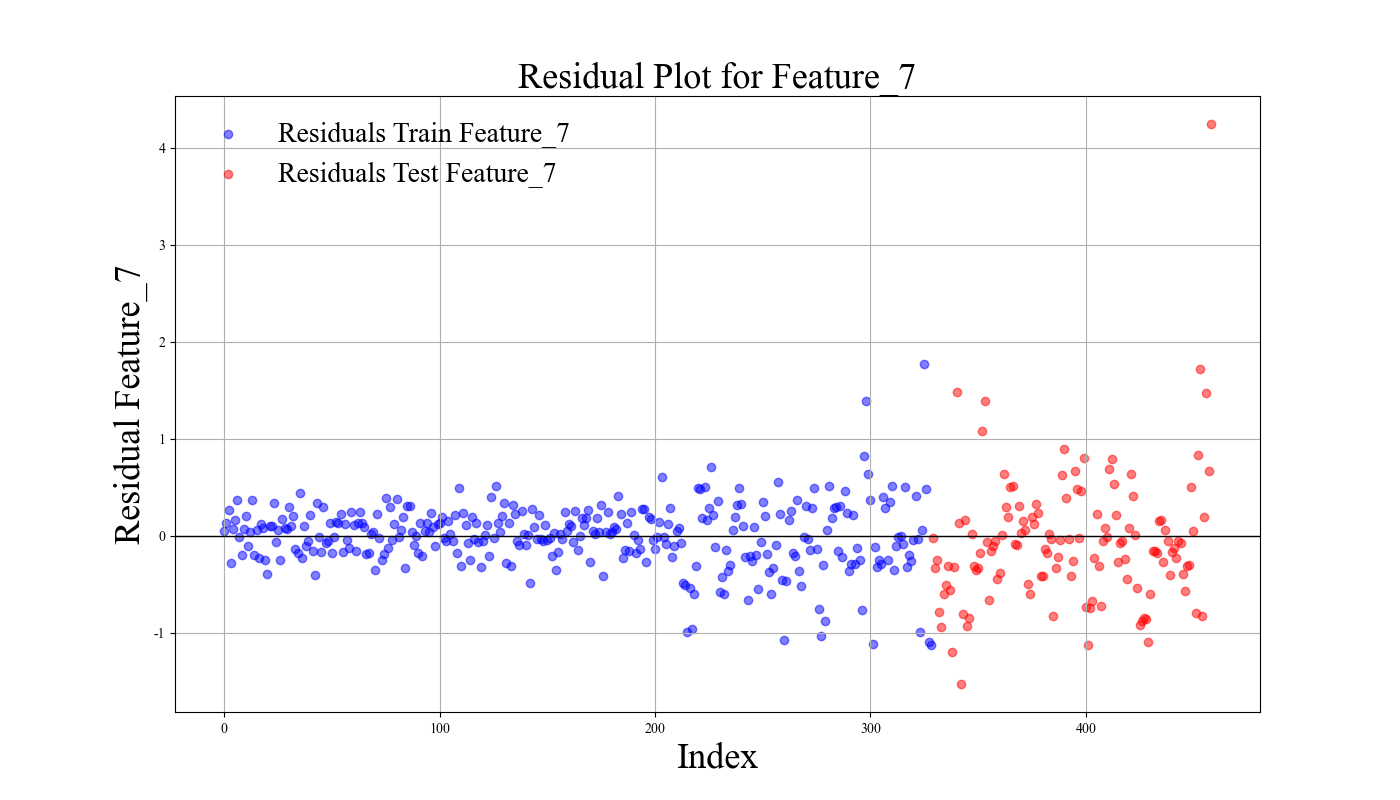 Residual Plot for Feature_7
Residuals Train Feature_7
Residuals Test Feature_7
Residual Feature_7
4
3
2
1
0
-1
0 100 200 300 400
Index